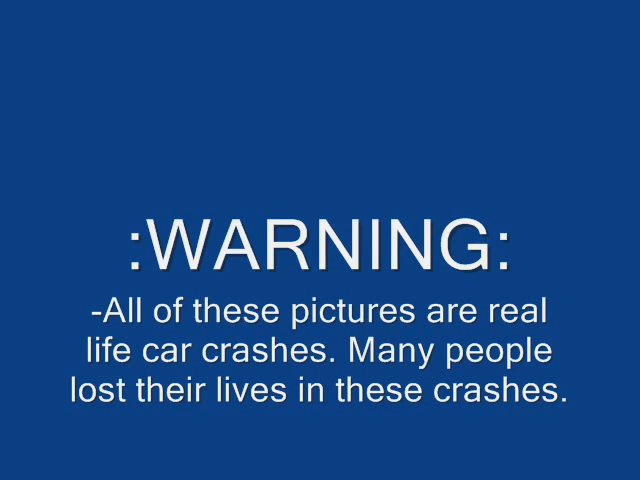 :WARNING:
-All of these pictures are real
life car crashes. Many people
lost their lives in these crashes.